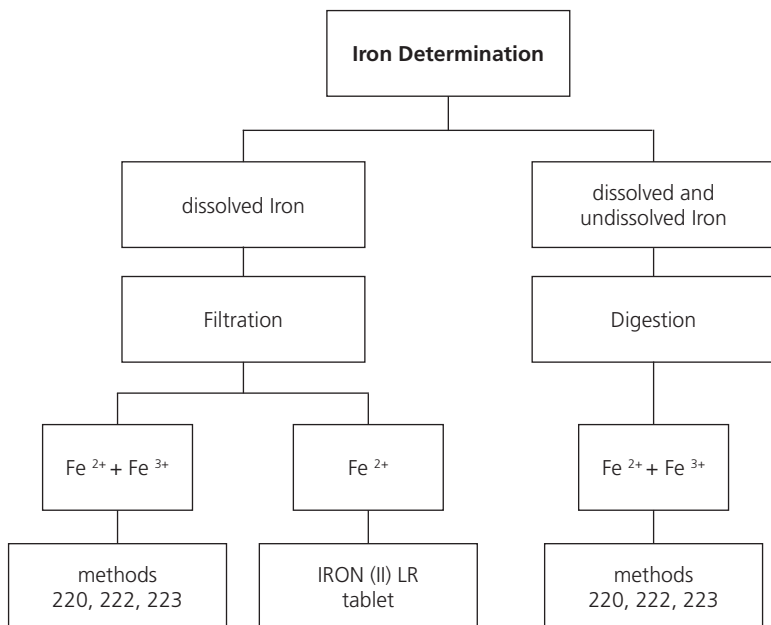 Iron Determination
dissolved Iron
dissolved and
undissolved Iron
Filtration
Digestion
Fe ²⁺ + Fe ³⁺
Fe ²⁺
Fe ²⁺ + Fe ³⁺
methods
220, 222, 223
IRON (II) LR
tablet
methods
220, 222, 223